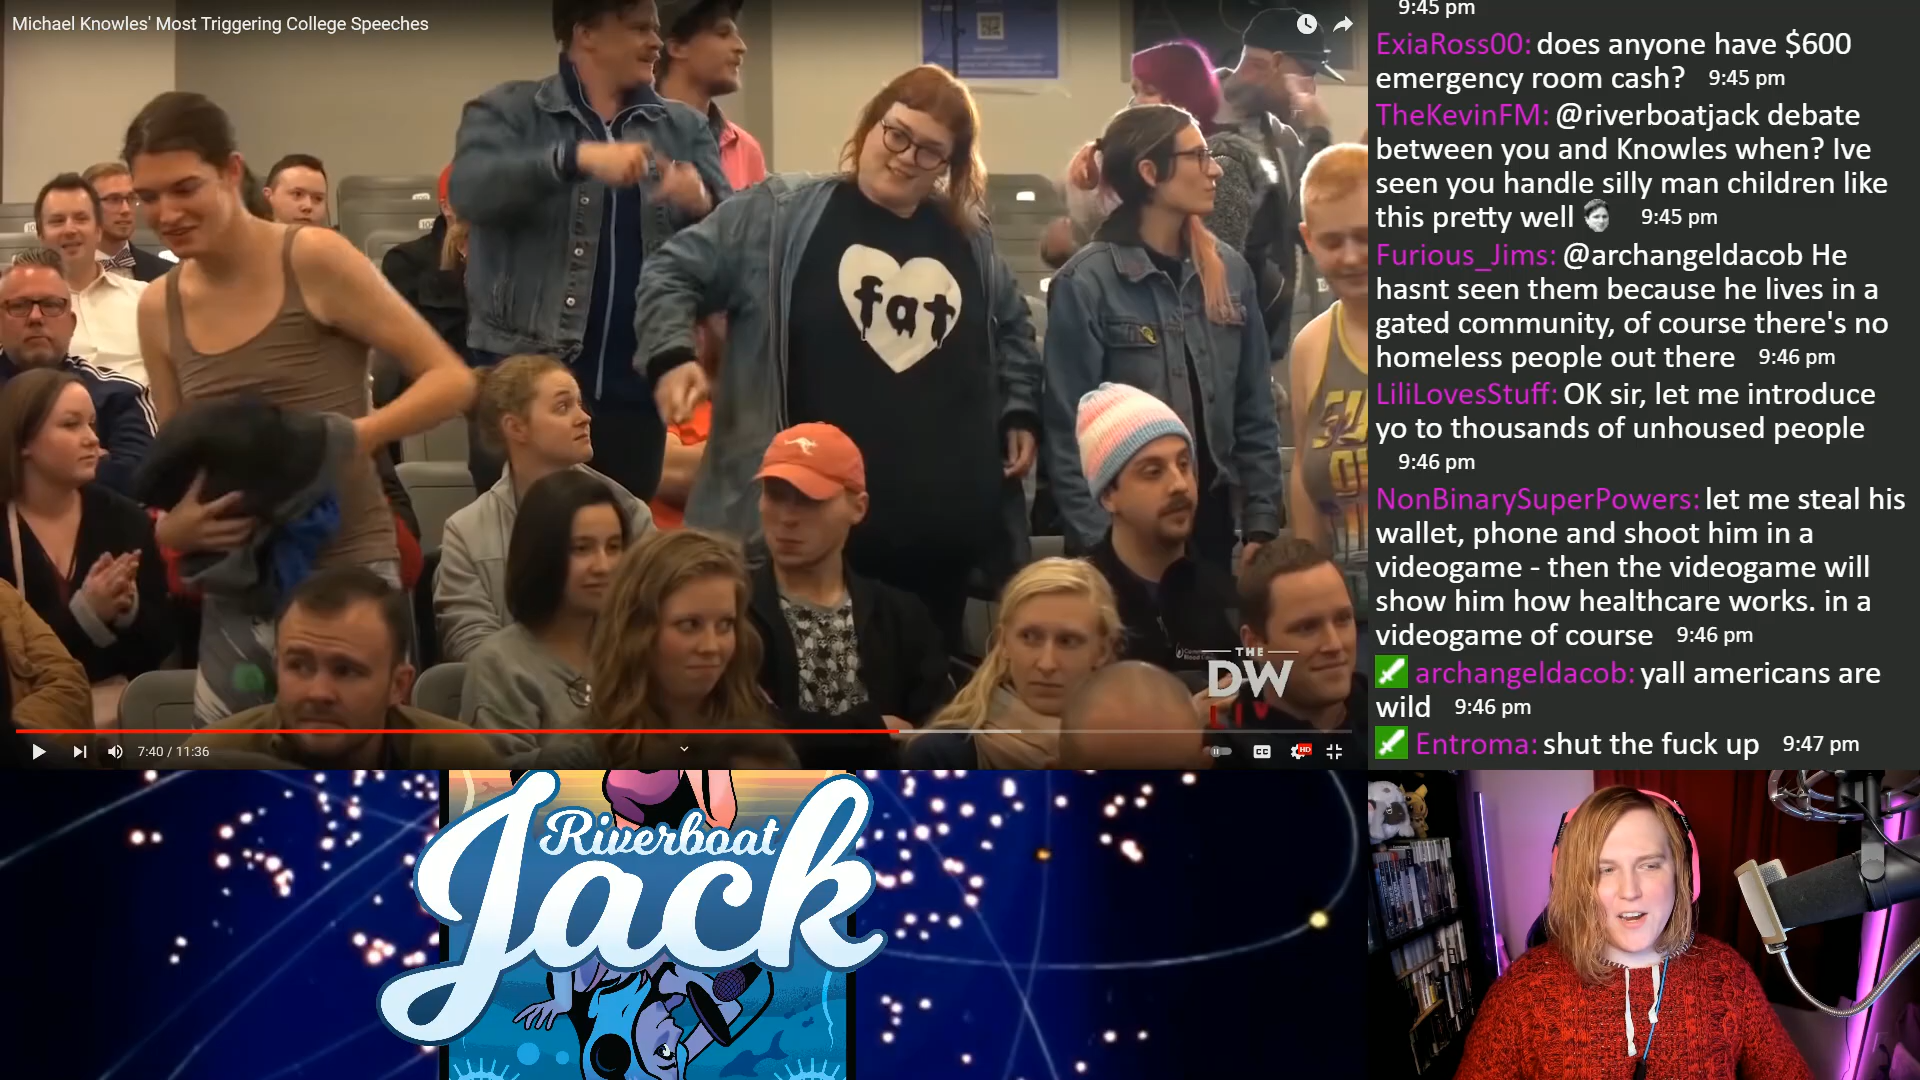 Michael Knowles' Most Triggering College Speeches
fat
THE
DW
7:40 / 11:36
CC
HD
Riverboat
Jack
9:45 pm
ExiaRoss00: does anyone have $600
emergency room cash? 9:45 pm
TheKevinFM: @riverboatjack debate
between you and Knowles when? Ive
seen you handle silly man children like
this pretty well 9:45 pm
Furious_Jims: @archangeldacob He
hasnt seen them because he lives in a
gated community, of course there's no
homeless people out there 9:46 pm
LiliLovesStuff: OK sir, let me introduce
yo to thousands of unhoused people
9:46 pm
NonBinarySuperPowers: let me steal his
wallet, phone and shoot him in a
videogame - then the videogame will
show him how healthcare works. in a
videogame of course 9:46 pm
archangeldacob: yall americans are
wild 9:46 pm
Entroma: shut the fuck up 9:47 pm